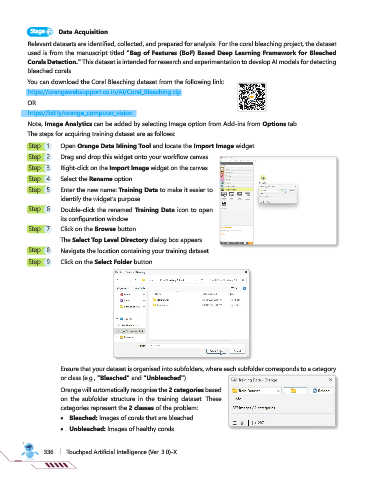 Stage 2 Data Acquisition
Relevant datasets are identified, collected, and prepared for analysis. For the coral bleaching project, the dataset
used is from the manuscript titled "Bag of Features (BoF) Based Deep Learning Framework for Bleached
Corals Detection." This dataset is intended for research and experimentation to develop AI models for detecting
bleached corals
You can download the Coral Bleaching dataset from the following link:
OR
Note, Image Analytics can be added by selecting Image option from Add-ins from Options tab
The steps for acquiring training dataset are as follows:
Step 1 Open Orange Data Mining Tool and locate the Import Image widget
Step 2 Drag and drop this widget onto your workflow canvas
Step 3 Right-click on the Import Image widget on the canvas
Step 4 Select the Rename option
Step 5 Enter the new name: Training Data to make it easier to
identify the widget's purpose
Step 6 Double-click the renamed Training Data icon to open
its configuration window
Step 7 Click on the Browse button
The Select Top Level Directory dialog box appears
Step 8 Navigate the location containing your training dataset
Step 9 Click on the Select Folder button
Ensure that your dataset is organised into subfolders, where each subfolder corresponds to a category
or class (e.g., "Bleached" and "Unbleached")
Orange will automatically recognise the 2 categories based
on the subfolder structure in the training dataset These
categories represent the 2 classes of the problem:
• Bleached: Images of corals that are bleached
• Unbleached: Images of healthy corals
336 Touchpad Artificial Intelligence (Ver 3 0)-X